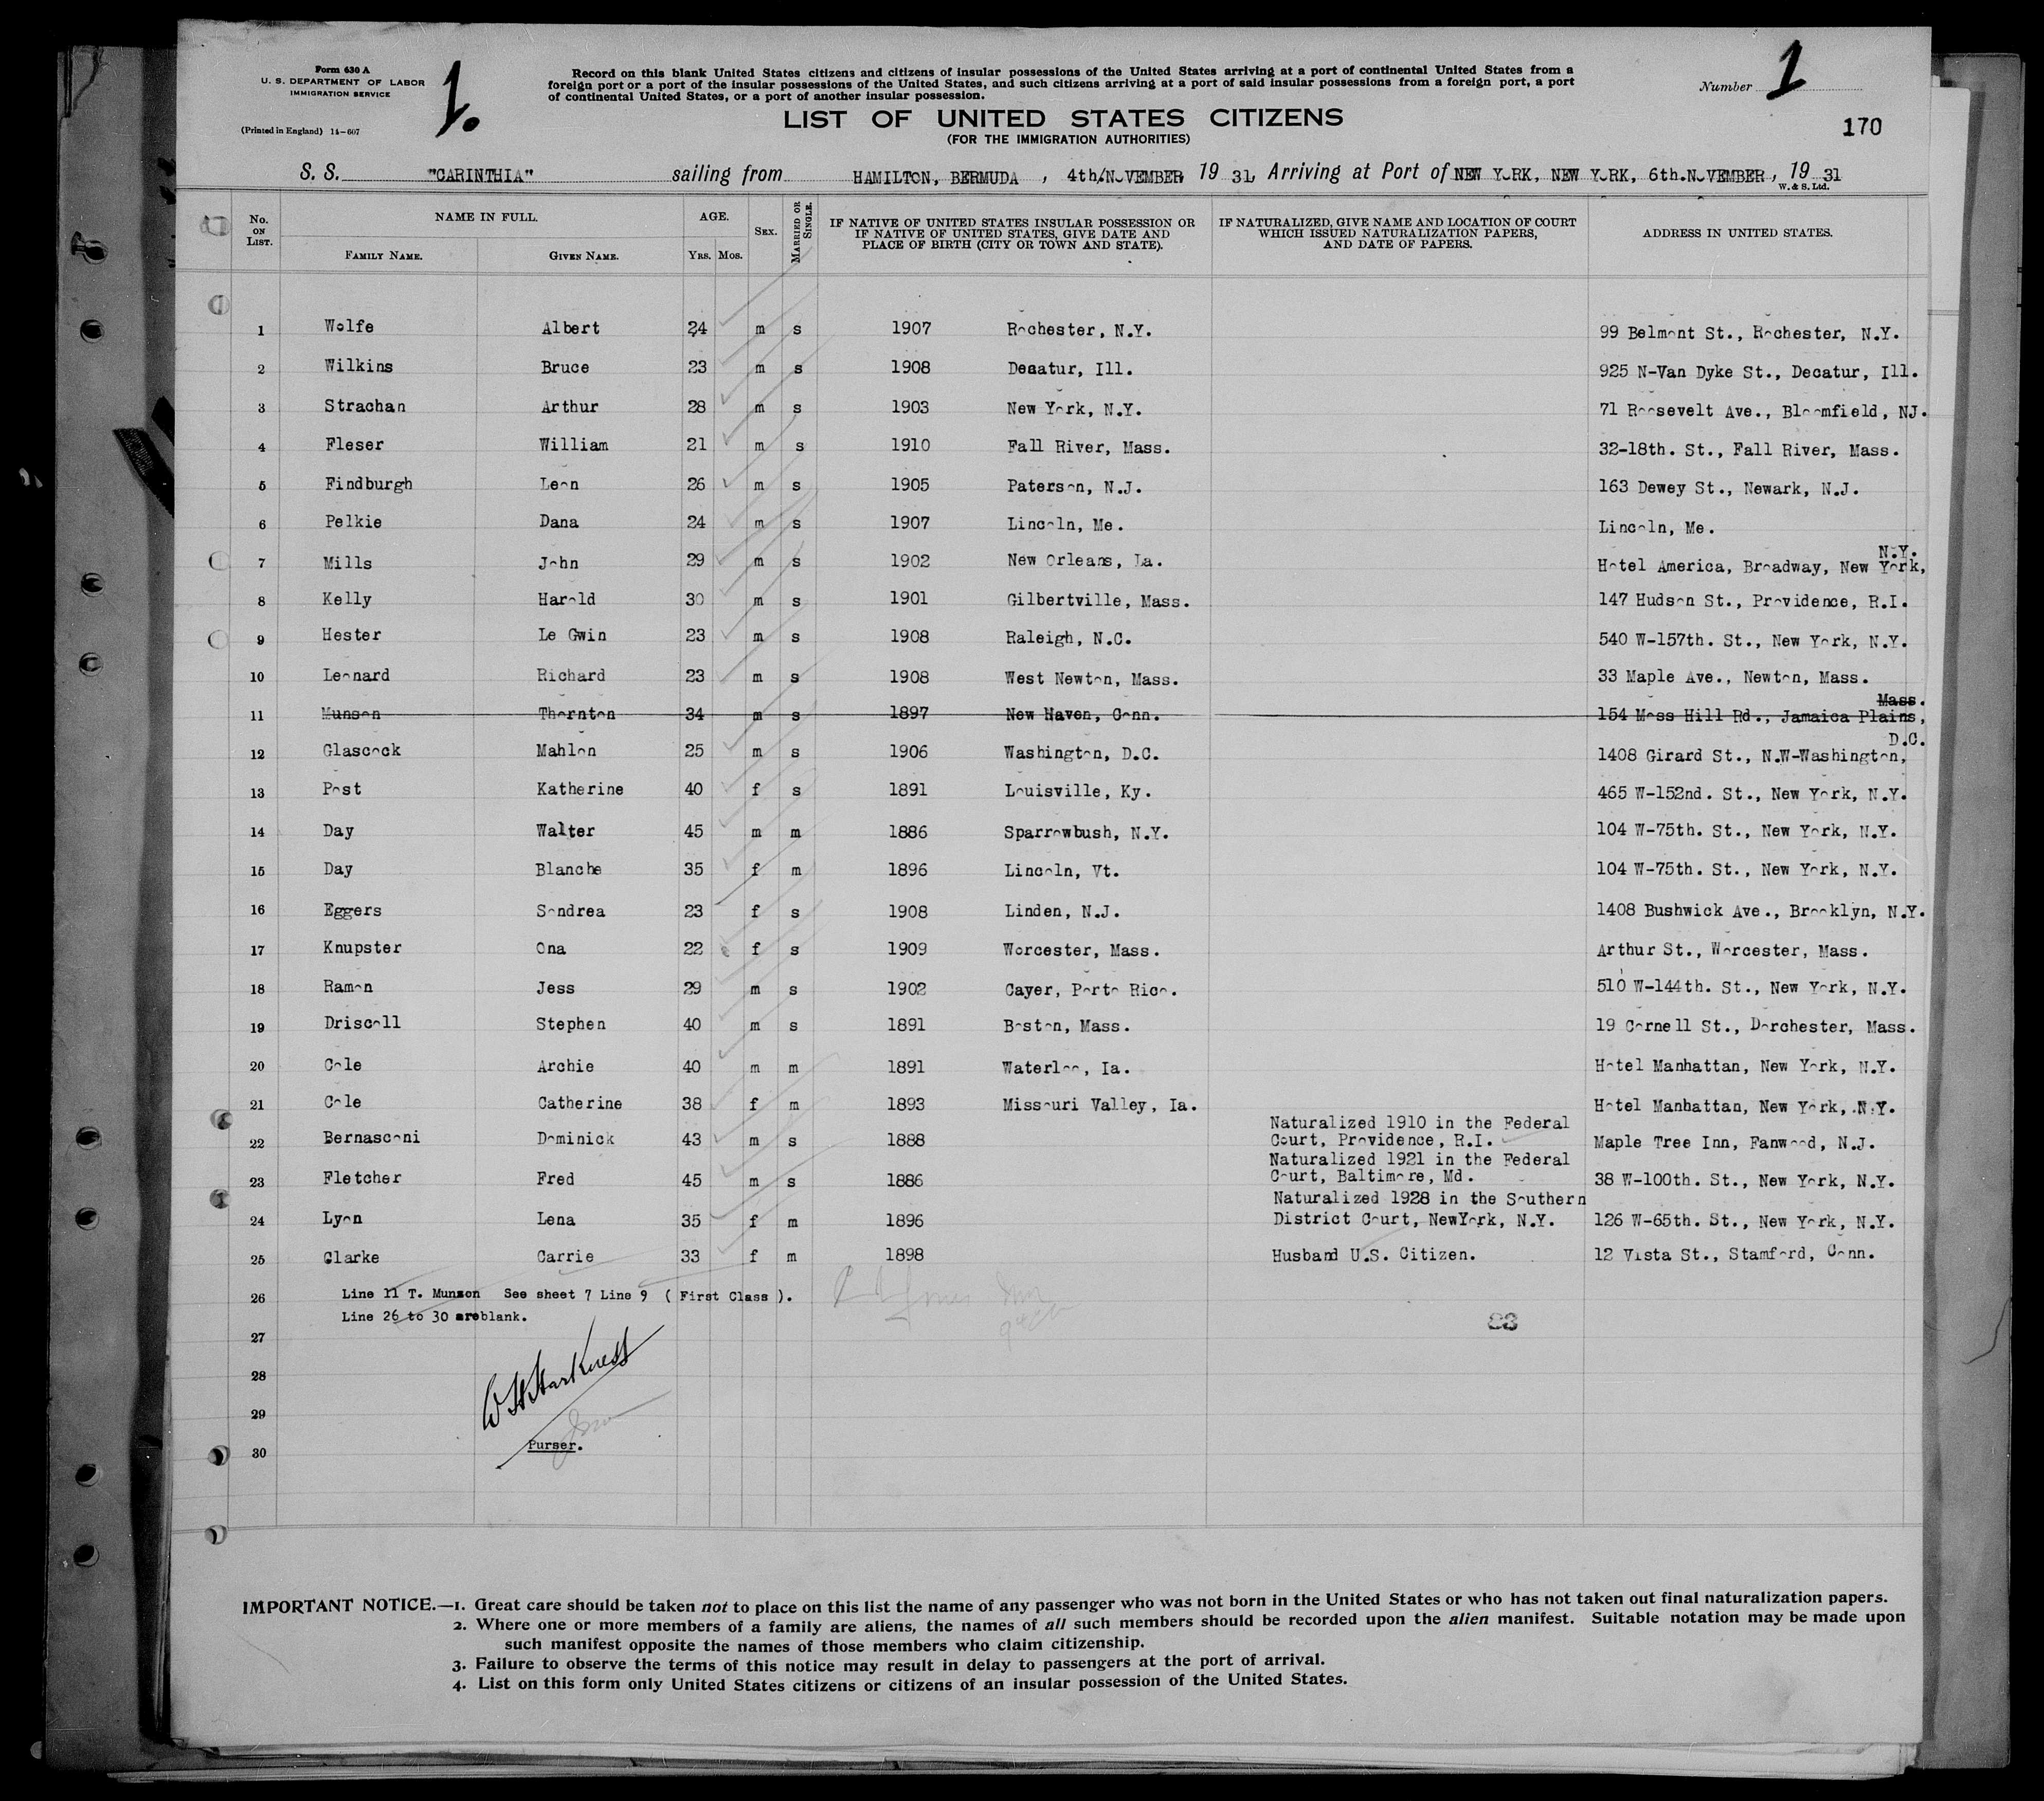 Form 630 A
U. S. DEPARTMENT OF LABOR
IMMIGRATION SERVICE
(Printed in England) 14—607
1.
Record on this blank United States citizens and citizens of insular possessions of the United States arriving at a port of continental United States from a
foreign port or a port of the insular possessions of the United States, and such citizens arriving at a port of said insular possessions from a foreign port, a port
of continental United States, or a port of another insular possession.
Number 1
LIST OF UNITED STATES CITIZENS
(FOR THE IMMIGRATION AUTHORITIES)
170
S. S. "CARINTHIA" sailing from HAMILTON, BERMUDA , 4th/NoVEMBER 19 31, Arriving at Port of NEW YORK, NEW YORK, 6th.NOVEMBER, 19 31
W. & S. Ltd.
No. ON LIST. NAME IN FULL. AGE. SEX. MARRIED OR SINGLE. IF NATIVE OF UNITED STATES INSULAR POSSESSION OR IF NATIVE OF UNITED STATES, GIVE DATE AND PLACE OF BIRTH (CITY OR TOWN AND STATE). IF NATURALIZED, GIVE NAME AND LOCATION OF COURT WHICH ISSUED NATURALIZATION PAPERS, AND DATE OF PAPERS. ADDRESS IN UNITED STATES.
FAMILY NAME. GIVEN NAME. YRS. MOS.
1 Wolfe Albert 24 m s 1907 Rochester, N.Y. 99 Belmont St., Rochester, N.Y.
2 Wilkins Bruce 23 m s 1908 Decatur, Ill. 925 N-Van Dyke St., Decatur, Ill.
3 Strachan Arthur 28 m s 1903 New York, N.Y. 71 Roosevelt Ave., Bloomfield, NJ.
4 Fleser William 21 m s 1910 Fall River, Mass. 32-18th. St., Fall River, Mass.
5 Findburgh Leon 26 m s 1905 Paterson, N.J. 163 Dewey St., Newark, N.J.
6 Pelkie Dana 24 m s 1907 Lincoln, Me. Lincoln, Me.
7 Mills John 29 m s 1902 New Orleans, La. Hotel America, Broadway, New York, N.Y.
8 Kelly Harold 30 m s 1901 Gilbertville, Mass. 147 Hudson St., Providence, R.I.
9 Hester Le Gwin 23 m s 1908 Raleigh, N.C. 540 W-157th. St., New York, N.Y.
10 Leonard Richard 23 m s 1908 West Newton, Mass. 33 Maple Ave., Newton, Mass.
11 Munson Thornton 34 m s 1897 New Haven, Conn. 154 Moss Hill Rd., Jamaica Plains, Mass.
12 Glascock Mahlon 25 m s 1906 Washington, D.C. 1408 Girard St., N.W-Washington, D.C.
13 Post Katherine 40 f s 1891 Louisville, Ky. 465 W-152nd. St., New York, N.Y.
14 Day Walter 45 m m 1886 Sparrowbush, N.Y. 104 W-75th. St., New York, N.Y.
15 Day Blanche 35 f m 1896 Lincoln, Vt. 104 W-75th. St., New York, N.Y.
16 Eggers Sondrea 23 f s 1908 Linden, N.J. 1408 Bushwick Ave., Brooklyn, N.Y.
17 Knupster Ona 22 f s 1909 Worcester, Mass. Arthur St., Worcester, Mass.
18 Ramon Jess 29 m s 1902 Cayer, Porto Rico. 510 W-144th. St., New York, N.Y.
19 Driscoll Stephen 40 m s 1891 Boston, Mass. 19 Cornell St., Dorchester, Mass.
20 Cole Archie 40 m m 1891 Waterloo, Ia. Hotel Manhattan, New York, N.Y.
21 Cole Catherine 38 f m 1893 Missouri Valley, Ia. Hotel Manhattan, New York, N.Y.
22 Bernasconi Dominick 43 m s 1888 Naturalized 1910 in the Federal Court, Providence, R.I. Maple Tree Inn, Fanwood, N.J.
23 Fletcher Fred 45 m s 1886 Naturalized 1921 in the Federal Court, Baltimore, Md. 38 W-100th. St., New York, N.Y.
24 Lyon Lena 35 f m 1896 Naturalized 1928 in the Southern District Court, NewYork, N.Y. 126 W-65th. St., New York, N.Y.
25 Clarke Carrie 33 f m 1898 Husband U.S. Citizen. 12 Vista St., Stamford, Conn.
26 Line 11 T. Munson See sheet 7 Line 9 ( First Class ).
Line 26 to 30 areblank.
83
27
28
29
W H Harkness
30 Purser.
IMPORTANT NOTICE.—1. Great care should be taken not to place on this list the name of any passenger who was not born in the United States or who has not taken out final naturalization papers.
2. Where one or more members of a family are aliens, the names of all such members should be recorded upon the alien manifest. Suitable notation may be made upon
such manifest opposite the names of those members who claim citizenship.
3. Failure to observe the terms of this notice may result in delay to passengers at the port of arrival.
4. List on this form only United States citizens or citizens of an insular possession of the United States.